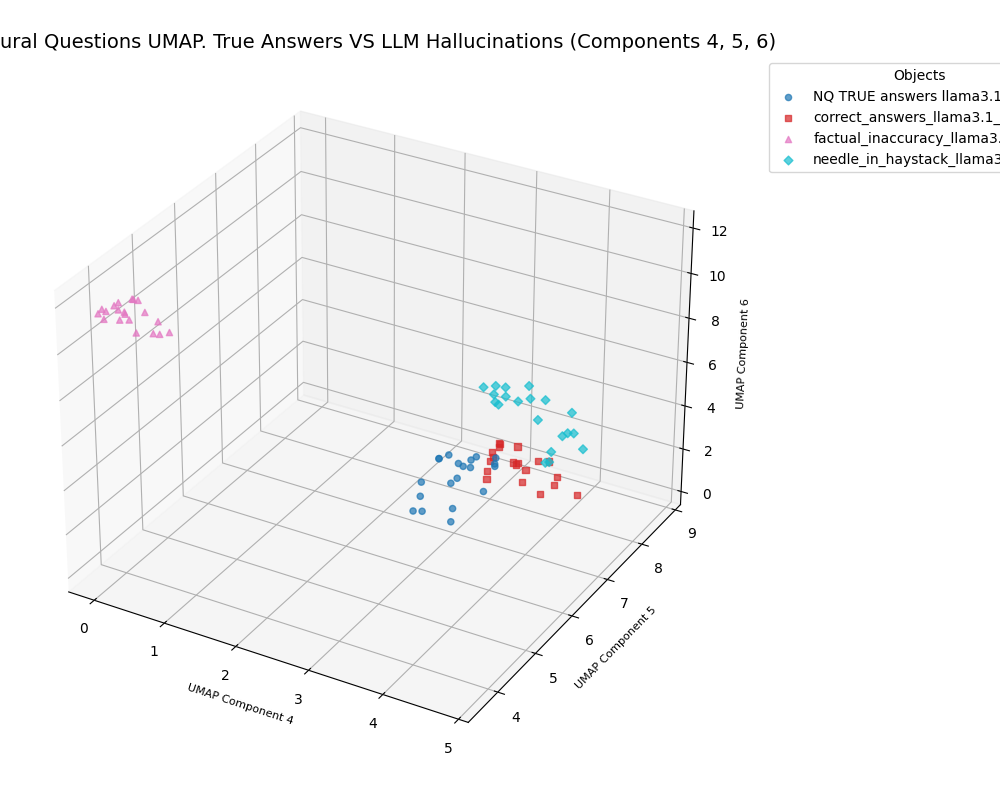 ural Questions UMAP. True Answers VS LLM Hallucinations (Components 4, 5, 6)
Objects
NQ TRUE answers llama3.1
correct_answers_llama3.1_
factual_inaccuracy_llama3.
needle_in_haystack_llama3
12
10
8
6
4
2
0
UMAP Component 6
9
8
7
6
5
4
UMAP Component 5
0
1
2
3
4
5
UMAP Component 4